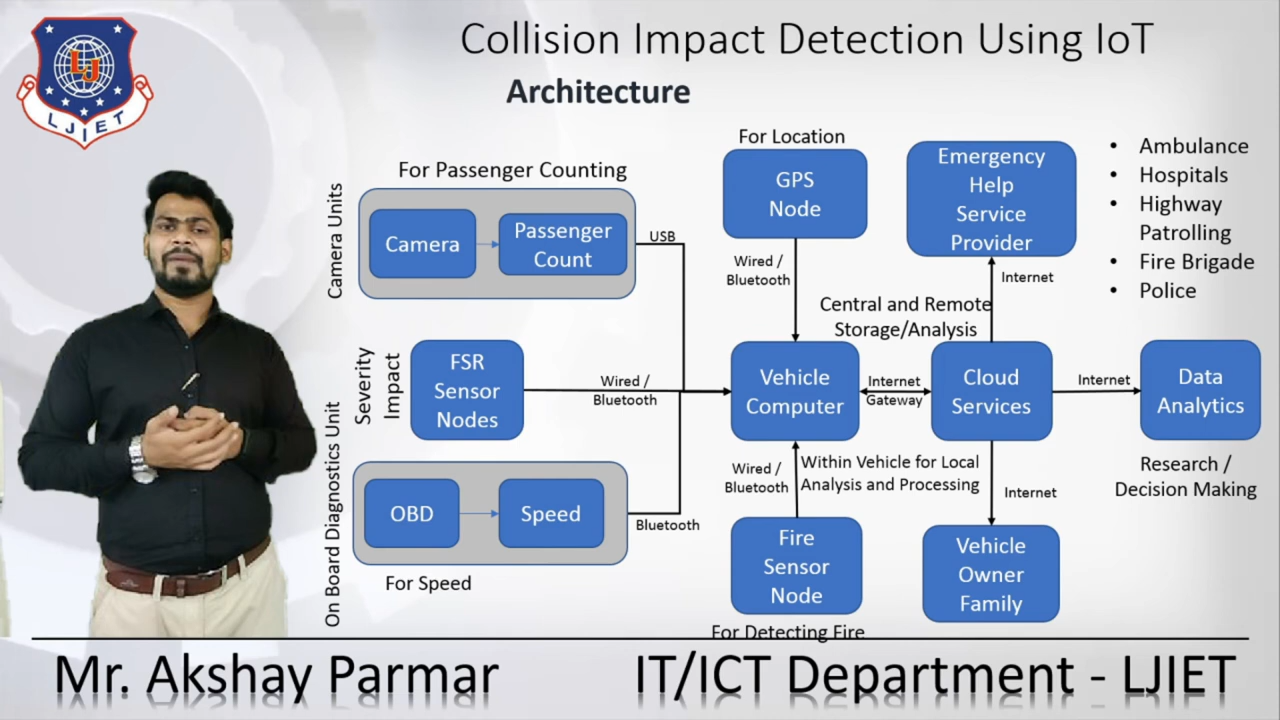 Collision Impact Detection Using IoT
Architecture
LJIET
LJ
For Passenger Counting
Camera Units
Camera
Passenger
Count
USB
For Location
GPS
Node
Wired /
Bluetooth
Emergency
Help
Service
Provider
Internet
• Ambulance
• Hospitals
• Highway
Patrolling
• Fire Brigade
• Police
Central and Remote
Storage/Analysis
Severity
Impact
FSR
Sensor
Nodes
Wired /
Bluetooth
Vehicle
Computer
Internet
Gateway
Cloud
Services
Internet
Data
Analytics
Research /
Decision Making
On Board Diagnostics Unit
OBD
Speed
Bluetooth
For Speed
Wired /
Bluetooth
Within Vehicle for Local
Analysis and Processing
Fire
Sensor
Node
For Detecting Fire
Internet
Vehicle
Owner
Family
Mr. Akshay Parmar
IT/ICT Department - LJIET